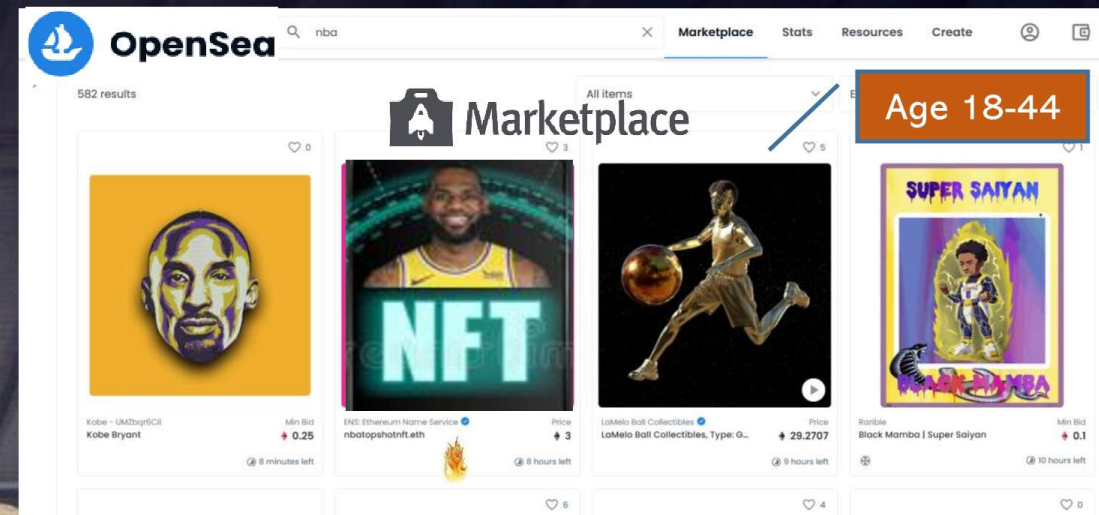 OpenSea
nba
Marketplace
Stats
Resources
Create
582 results
All items
Marketplace
Age 18-44
0
3
5
1
NFT
SUPER SAIYAN
BLACK MAMBA
Kobe - UMZbqr6Cil
Min Bid
Kobe Bryant
0.25
8 minutes left
ENS: Ethereum Name Service
Price
nbatopshotnft.eth
3
8 hours left
LaMelo Ball Collectibles
Price
LaMelo Ball Collectibles, Type: G...
29.2707
9 hours left
Rarible
Min Bid
Black Mamba | Super Saiyan
0.1
10 hours left
6
4
0